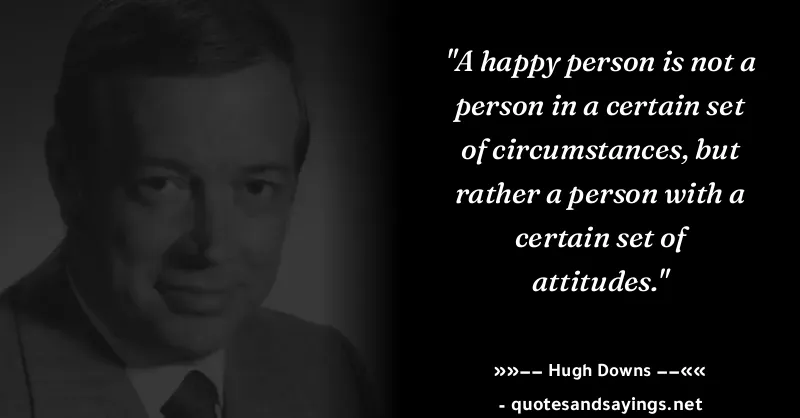 "A happy person is not a
person in a certain set
of circumstances, but
rather a person with a
certain set of
attitudes."
»»−− Hugh Downs −−««
- quotesandsayings.net